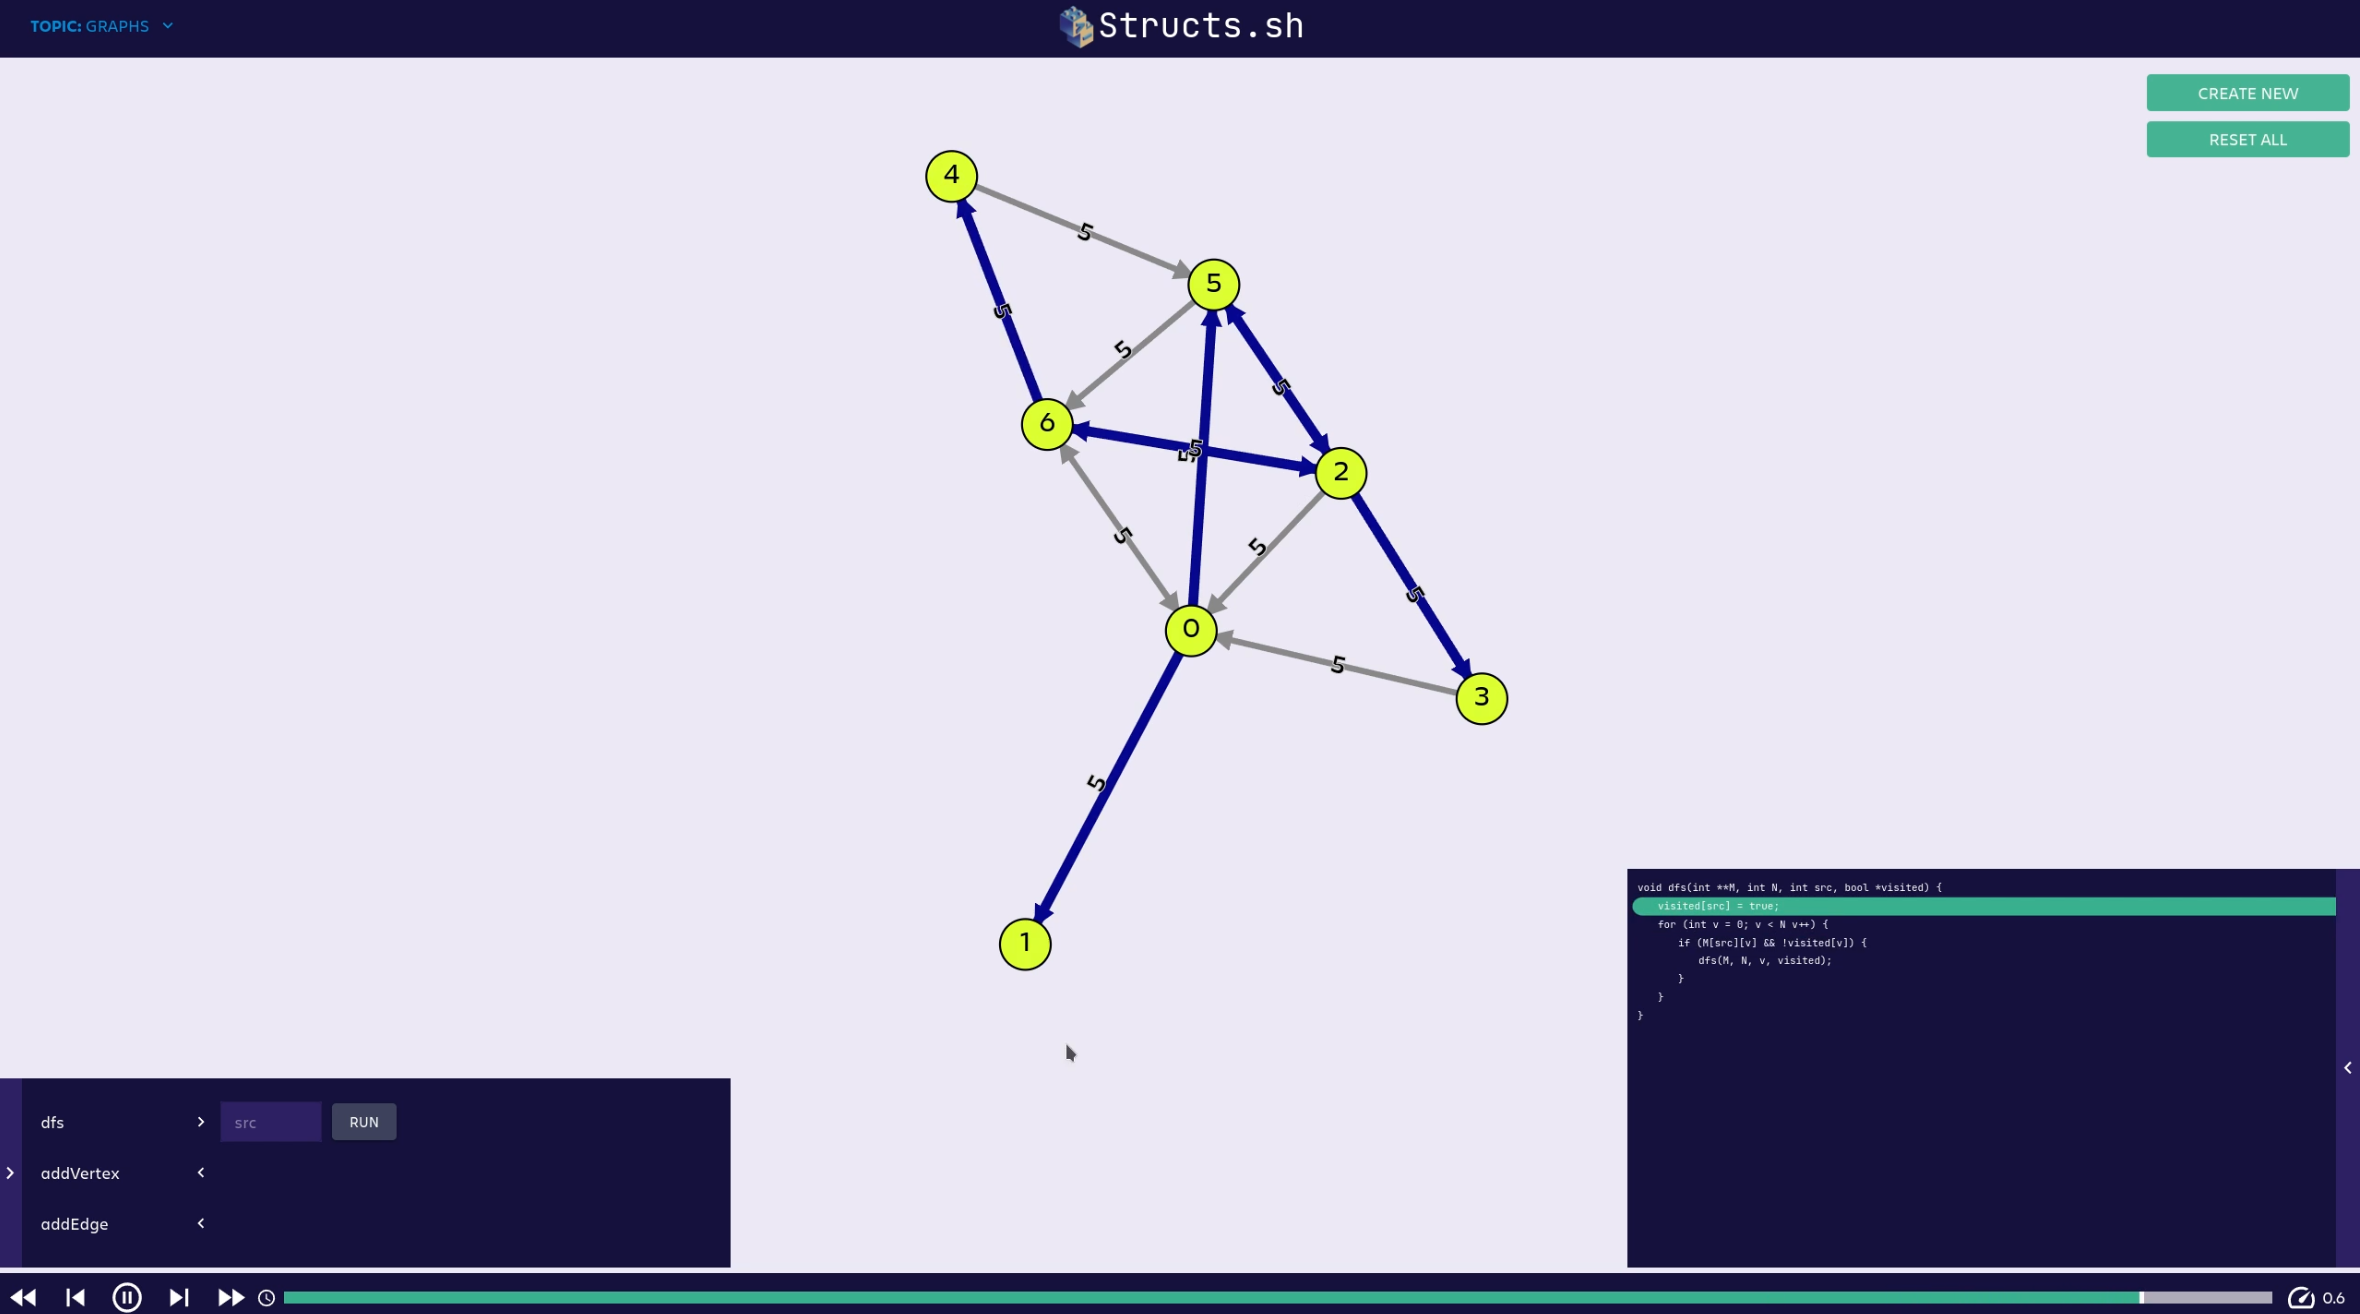 TOPIC: GRAPHS
Structs.sh
CREATE NEW
RESET ALL
4
5
5
5
5
5
6
5
5
2
5
5
5
0
5
3
5
1
void dfs(int **M, int N, int src, bool *visited) {
visited[src] = true;
for (int v = 0; v < N v++) {
if (M[src][v] && !visited[v]) {
dfs(M, N, v, visited);
}
}
}
dfs
src
RUN
addVertex
addEdge
0.6